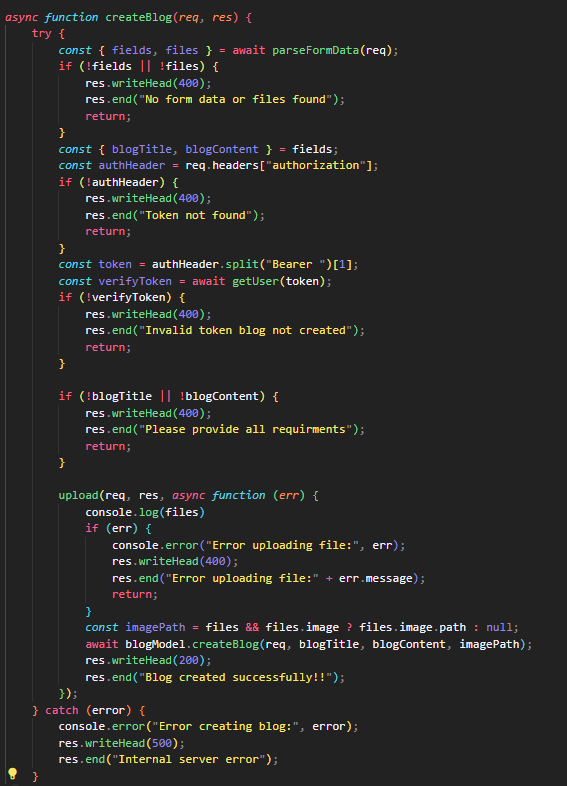 async function createBlog(req, res) {
try {
const { fields, files } = await parseFormData(req);
if (!fields || !files) {
res.writeHead(400);
res.end("No form data or files found");
return;
}
const { blogTitle, blogContent } = fields;
const authHeader = req.headers["authorization"];
if (!authHeader) {
res.writeHead(400);
res.end("Token not found");
return;
}
const token = authHeader.split("Bearer ")[1];
const verifyToken = await getUser(token);
if (!verifyToken) {
res.writeHead(400);
res.end("Invalid token blog not created");
return;
}
if (!blogTitle || !blogContent) {
res.writeHead(400);
res.end("Please provide all requirments");
return;
}
upload(req, res, async function (err) {
console.log(files)
if (err) {
console.error("Error uploading file:", err);
res.writeHead(400);
res.end("Error uploading file:" + err.message);
return;
}
const imagePath = files && files.image ? files.image.path : null;
await blogModel.createBlog(req, blogTitle, blogContent, imagePath);
res.writeHead(200);
res.end("Blog created successfully!!");
});
} catch (error) {
console.error("Error creating blog:", error);
res.writeHead(500);
res.end("Internal server error");
}